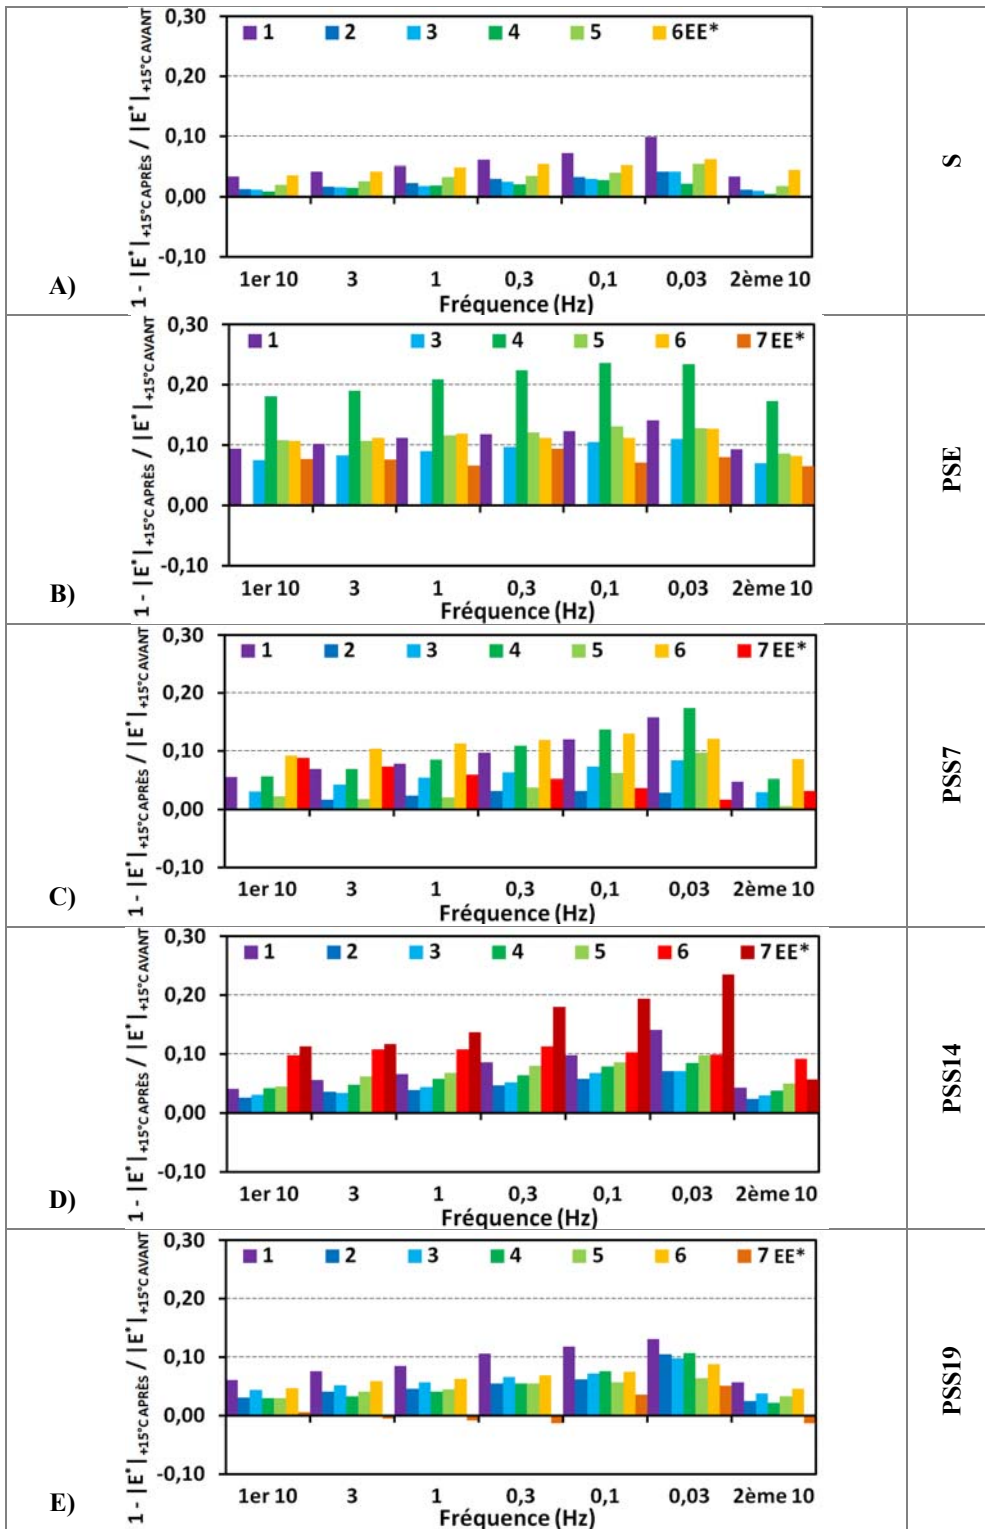 0,30
1 2 3 4 5 6EE*
0,20
0,10
0,00
-0,10
1 - |E*|+15°C APRÈS / |E*|+15°C AVANT
1er 10 3 1 0,3 0,1 0,03 2ème 10
Fréquence (Hz)
A)
S
0,30
1 3 4 5 6 7 EE*
0,20
0,10
0,00
-0,10
1 - |E*|+15°C APRÈS / |E*|+15°C AVANT
1er 10 3 1 0,3 0,1 0,03 2ème 10
Fréquence (Hz)
B)
PSE
0,30
1 2 3 4 5 6 7 EE*
0,20
0,10
0,00
-0,10
1 - |E*|+15°C APRÈS / |E*|+15°C AVANT
1er 10 3 1 0,3 0,1 0,03 2ème 10
Fréquence (Hz)
C)
PSS7
0,30
1 2 3 4 5 6 7 EE*
0,20
0,10
0,00
-0,10
1 - |E*|+15°C APRÈS / |E*|+15°C AVANT
1er 10 3 1 0,3 0,1 0,03 2ème 10
Fréquence (Hz)
D)
PSS14
0,30
1 2 3 4 5 6 7 EE*
0,20
0,10
0,00
-0,10
1 - |E*|+15°C APRÈS / |E*|+15°C AVANT
1er 10 3 1 0,3 0,1 0,03 2ème 10
Fréquence (Hz)
E)
PSS19